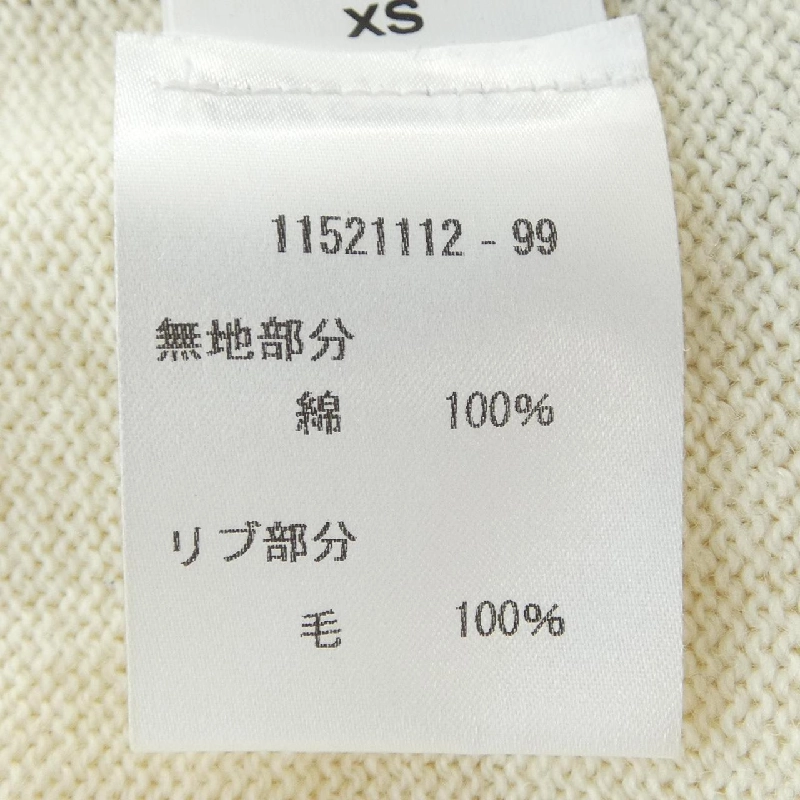 XS
11521112 - 99
無地部分
綿 100%
リブ部分
毛 100%